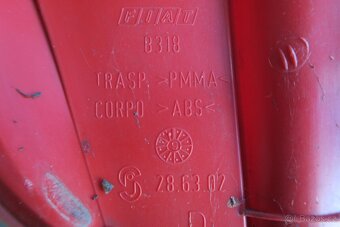 FIAT
8318
TRASP. >PMMA<
CORPO >ABS<
28.63.02
D